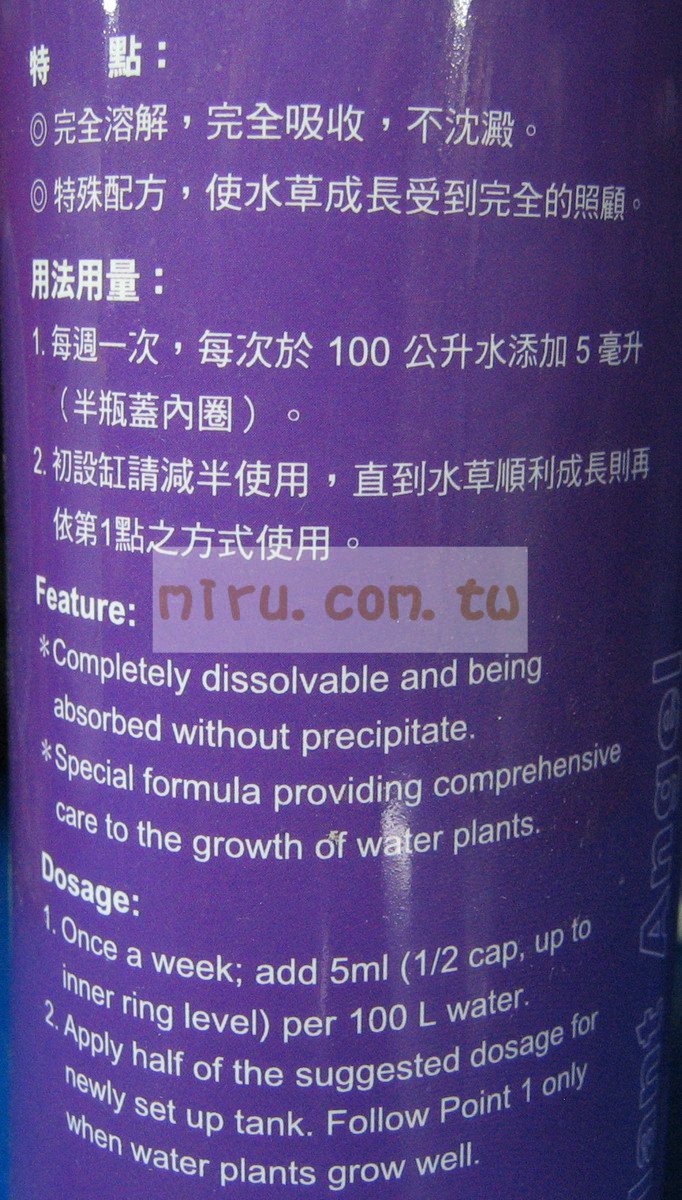 特 點：
◎完全溶解，完全吸收，不沈澱。
◎特殊配方，使水草成長受到完全的照顧。
用法用量：
1. 每週一次，每次於 100 公升水添加 5 毫升
（半瓶蓋內圈）。
2. 初設缸請減半使用，直到水草順利成長則再
依第1點之方式使用。
miru.com.tw
Feature:
*Completely dissolvable and being
absorbed without precipitate.
*Special formula providing comprehensive
care to the growth of water plants.
Dosage:
1. Once a week; add 5ml (1/2 cap, up to
inner ring level) per 100 L water.
2. Apply half of the suggested dosage for
newly set up tank. Follow Point 1 only
when water plants grow well.
Angel